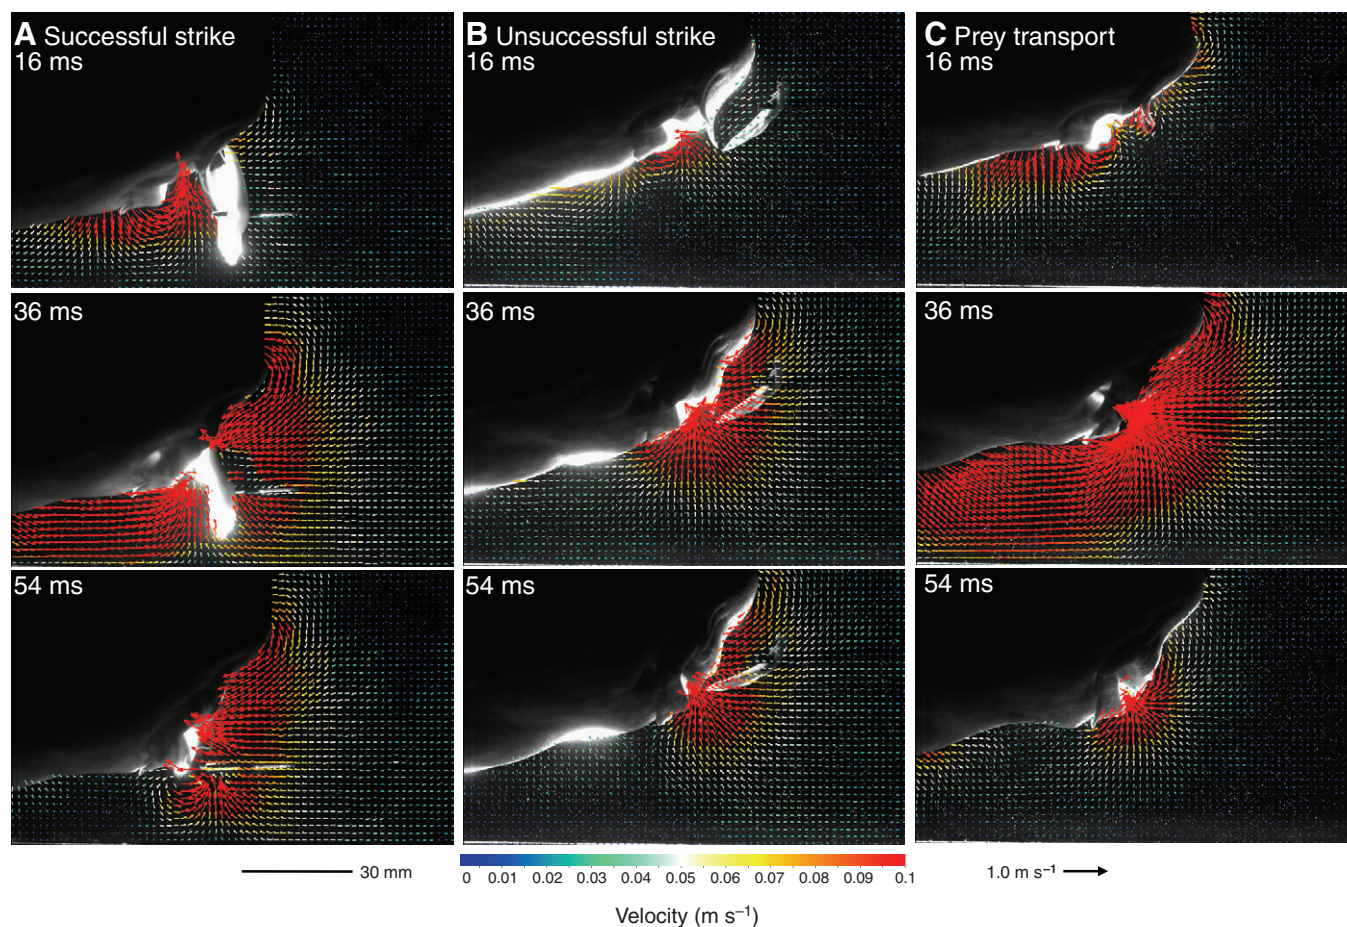 A Successful strike
16 ms
B Unsuccessful strike
16 ms
C Prey transport
16 ms
36 ms
36 ms
36 ms
54 ms
54 ms
54 ms
30 mm
0 0.01 0.02 0.03 0.04 0.05 0.06 0.07 0.08 0.09 0.1
1.0 m s⁻¹
Velocity (m s⁻¹)